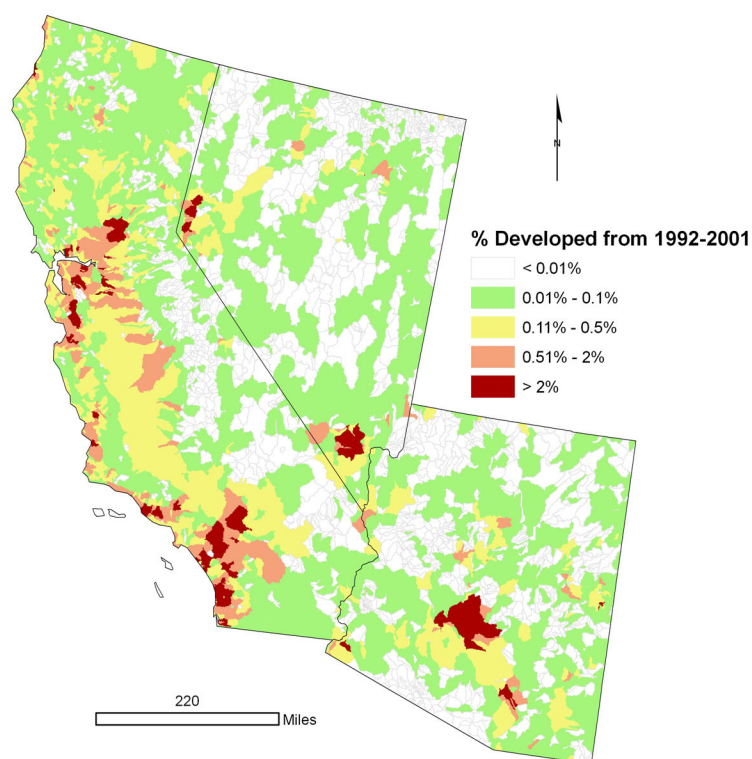 N
% Developed from 1992-2001
< 0.01%
0.01% - 0.1%
0.11% - 0.5%
0.51% - 2%
> 2%
220
Miles